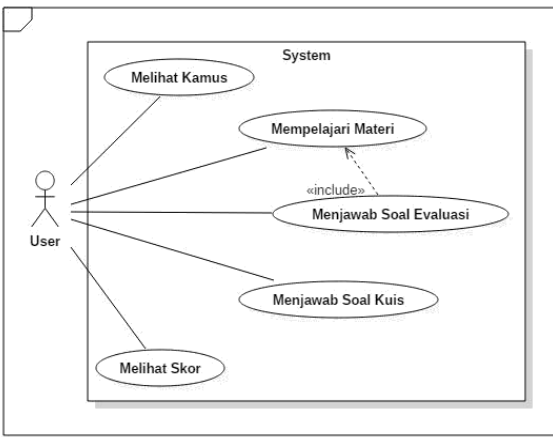 System
Melihat Kamus
Mempelajari Materi
«include»
Menjawab Soal Evaluasi
User
Menjawab Soal Kuis
Melihat Skor